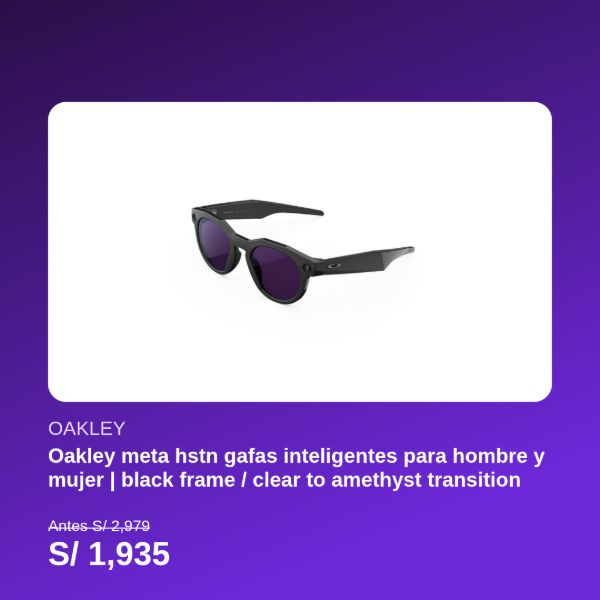 OAKLEY
Oakley meta hstn gafas inteligentes para hombre y
mujer | black frame / clear to amethyst transition
Antes S/ 2,979
S/ 1,935